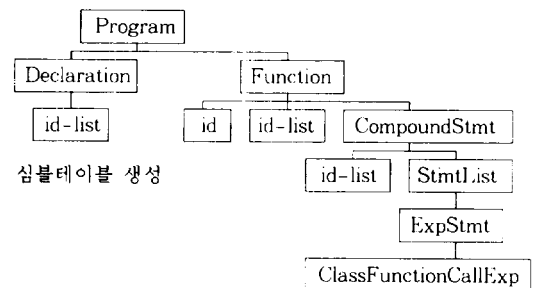 Program
Declaration Function
id-list id id-list CompoundStmt
심볼테이블 생성 id-list StmtList
ExpStmt
ClassFunctionCallExp